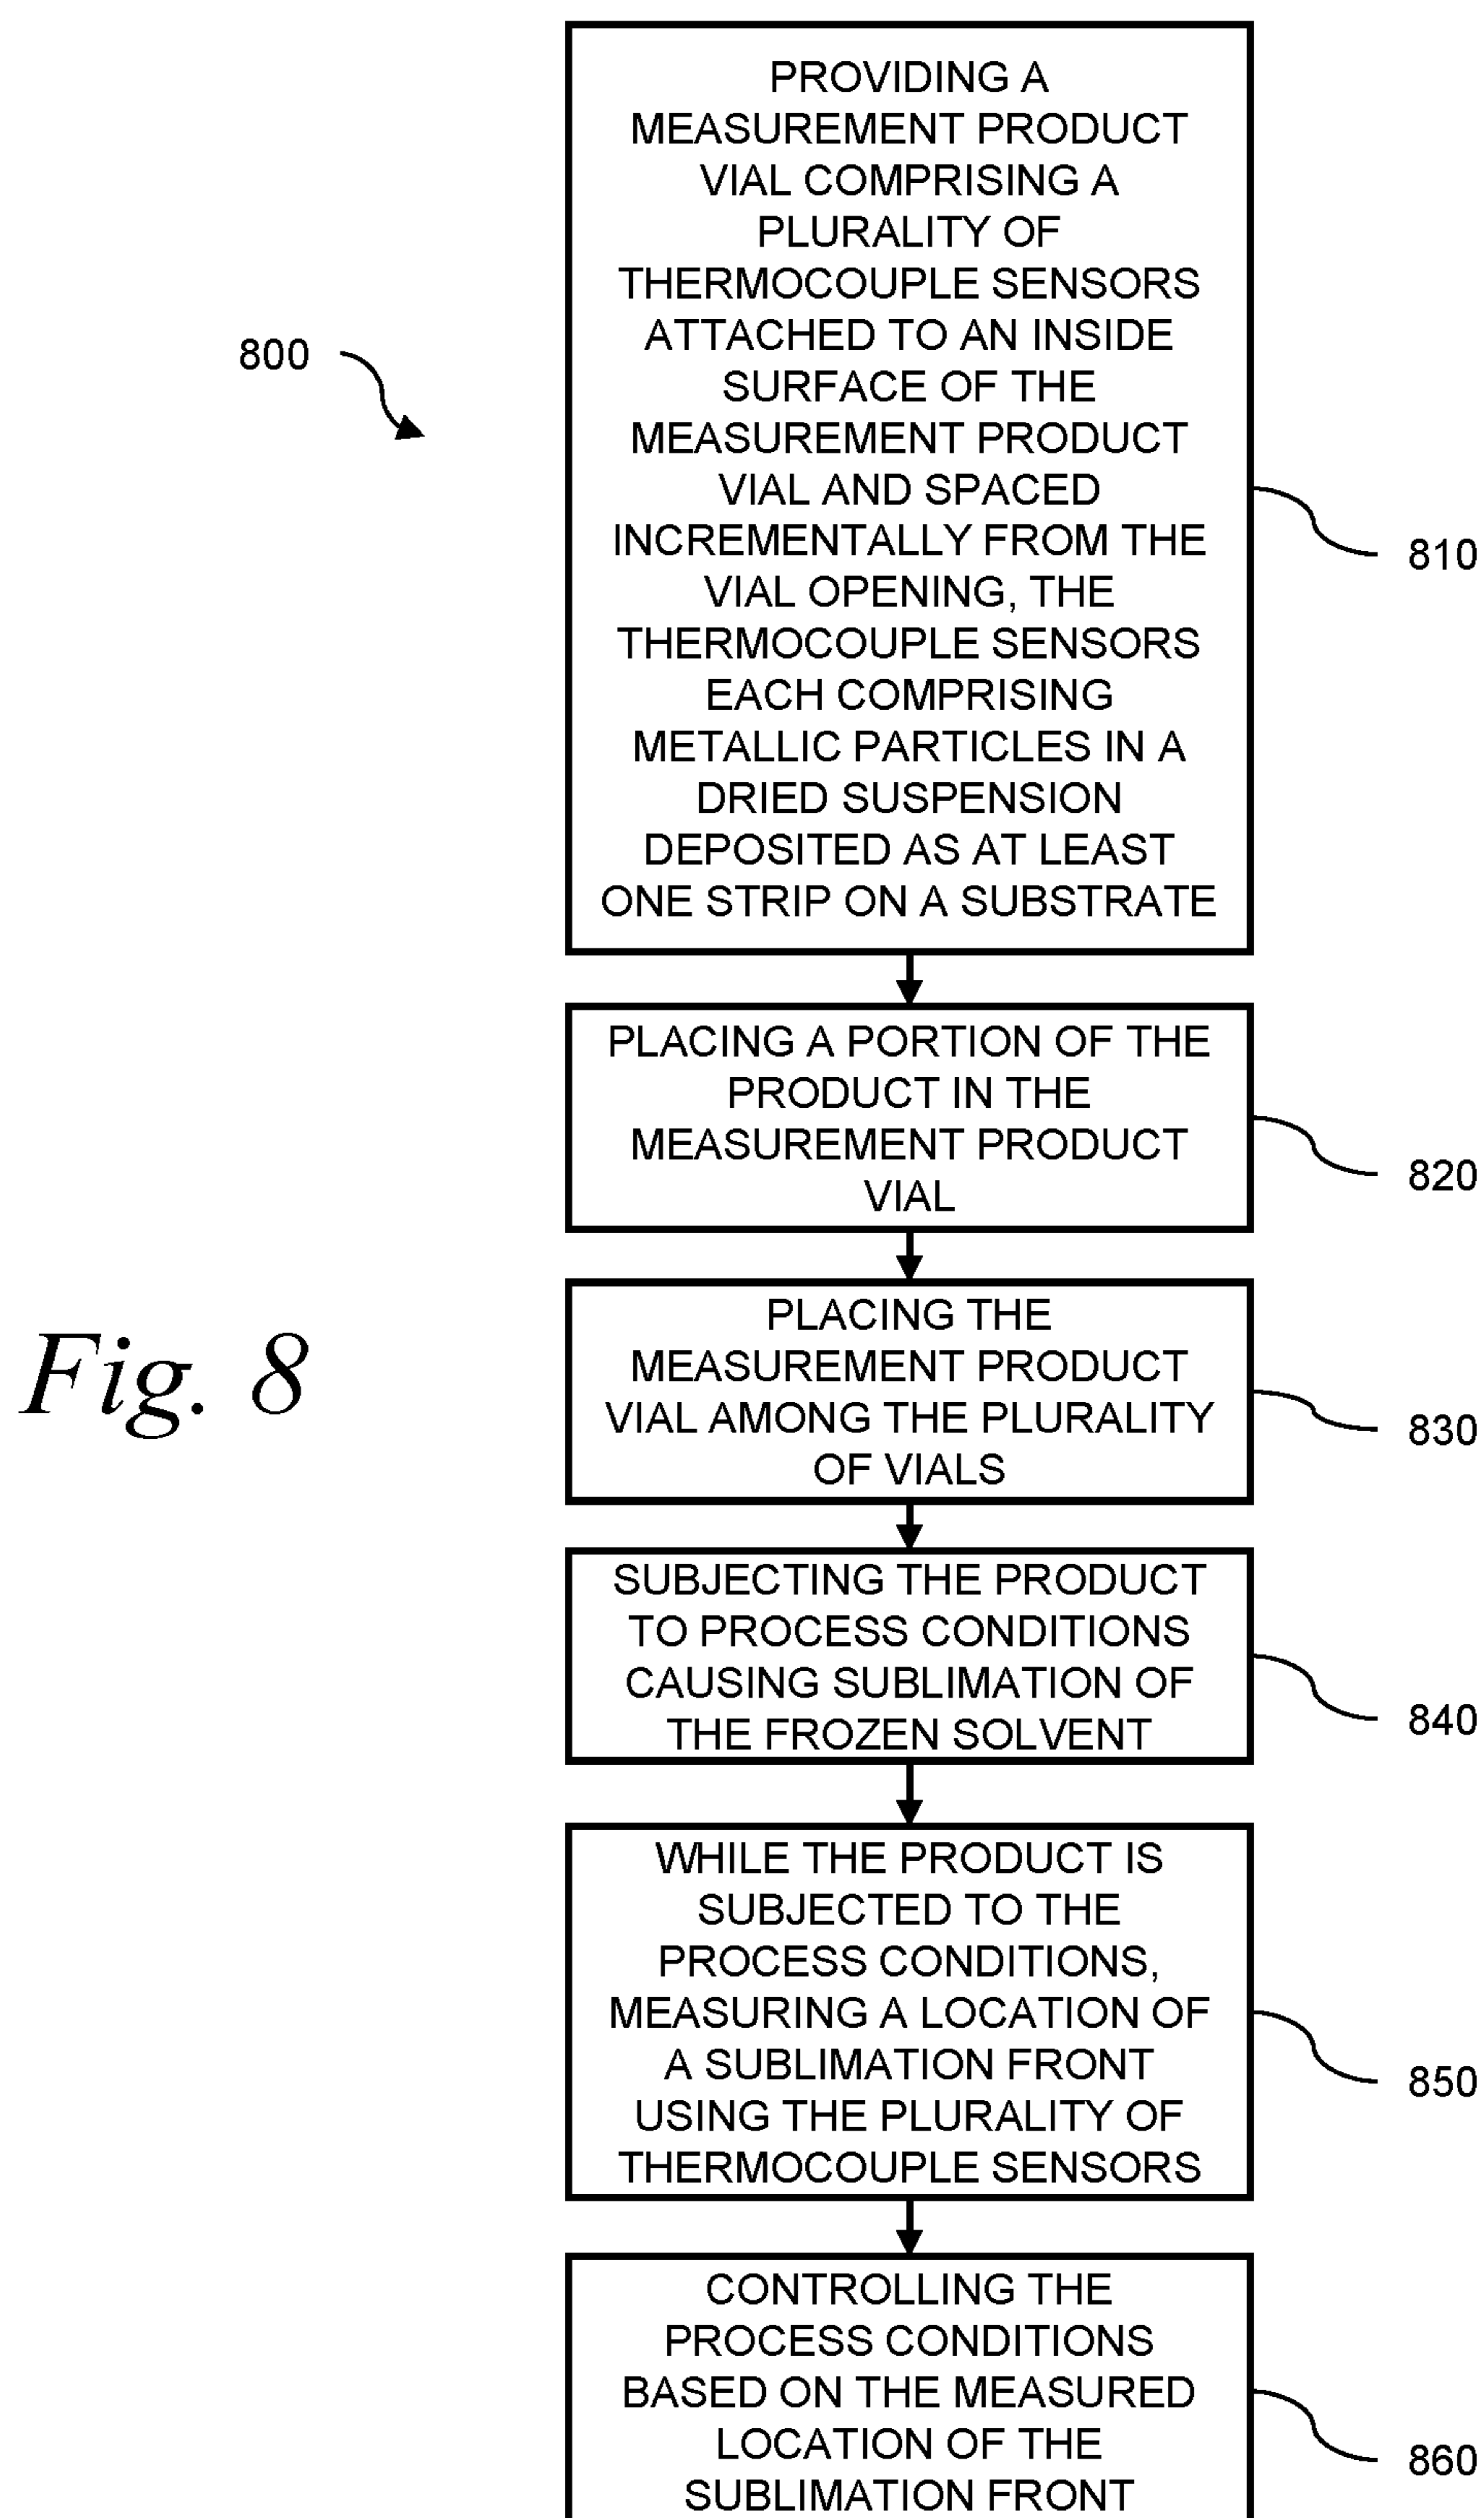 PROVIDING A
MEASUREMENT PRODUCT
VIAL COMPRISING A
PLURALITY OF
THERMOCOUPLE SENSORS
ATTACHED TO AN INSIDE
SURFACE OF THE
MEASUREMENT PRODUCT
VIAL AND SPACED
INCREMENTALLY FROM THE
VIAL OPENING, THE
THERMOCOUPLE SENSORS
EACH COMPRISING
METALLIC PARTICLES IN A
DRIED SUSPENSION
DEPOSITED AS AT LEAST
ONE STRIP ON A SUBSTRATE
800
810
PLACING A PORTION OF THE
PRODUCT IN THE
MEASUREMENT PRODUCT
VIAL
820
Fig. 8
PLACING THE
MEASUREMENT PRODUCT
VIAL AMONG THE PLURALITY
OF VIALS
830
SUBJECTING THE PRODUCT
TO PROCESS CONDITIONS
CAUSING SUBLIMATION OF
THE FROZEN SOLVENT
840
WHILE THE PRODUCT IS
SUBJECTED TO THE
PROCESS CONDITIONS,
MEASURING A LOCATION OF
A SUBLIMATION FRONT
USING THE PLURALITY OF
THERMOCOUPLE SENSORS
850
CONTROLLING THE
PROCESS CONDITIONS
BASED ON THE MEASURED
LOCATION OF THE
SUBLIMATION FRONT
860